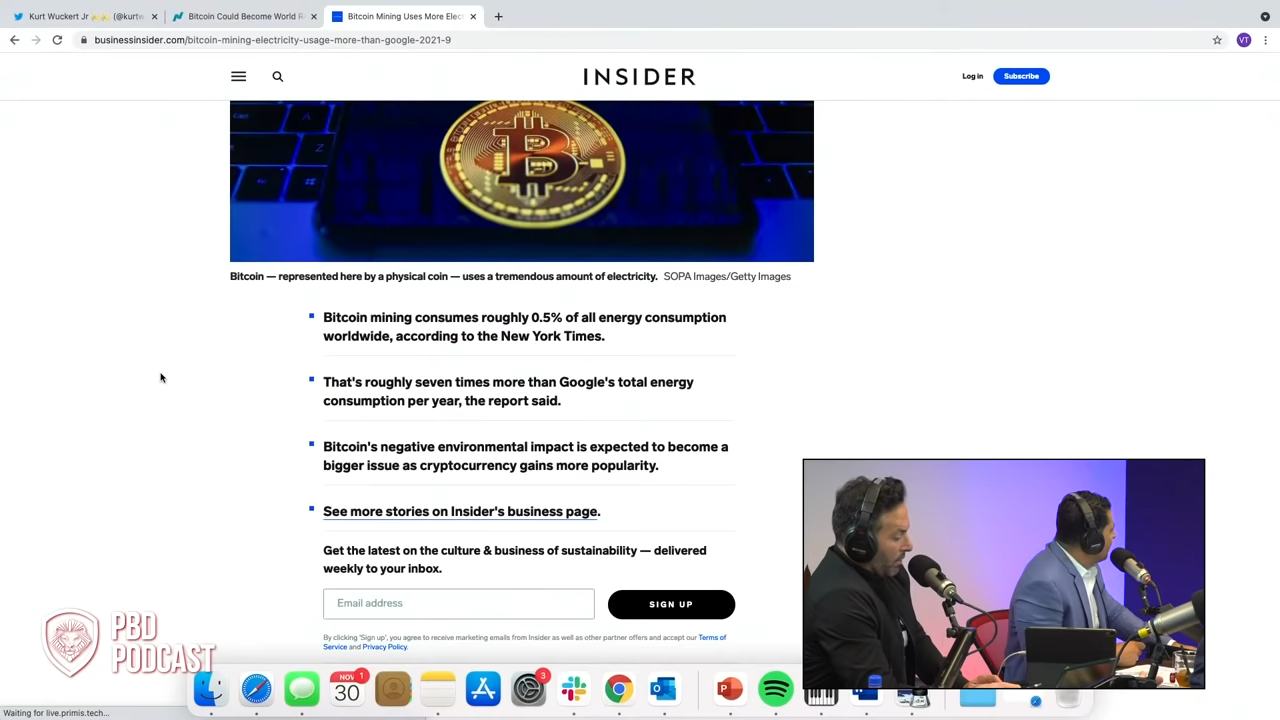 Kurt Wuckert Jr
(@kurtw
Bitcoin Could Become World R
Bitcoin Mining Uses More Elec
businessinsider.com/bitcoin-mining-electricity-usage-more-than-google-2021-9
VT
INSIDER
Log in
Subscribe
Bitcoin — represented here by a physical coin — uses a tremendous amount of electricity. SOPA Images/Getty Images
Bitcoin mining consumes roughly 0.5% of all energy consumption
worldwide, according to the New York Times.
That's roughly seven times more than Google's total energy
consumption per year, the report said.
Bitcoin's negative environmental impact is expected to become a
bigger issue as cryptocurrency gains more popularity.
See more stories on Insider's business page.
Get the latest on the culture & business of sustainability — delivered
weekly to your inbox.
Email address
SIGN UP
By clicking 'Sign up', you agree to receive marketing emails from Insider as well as other partner offers and accept our Terms of
Service and Privacy Policy.
PBD
PODCAST
NOV
30
1
3
Waiting for live.primis.tech...